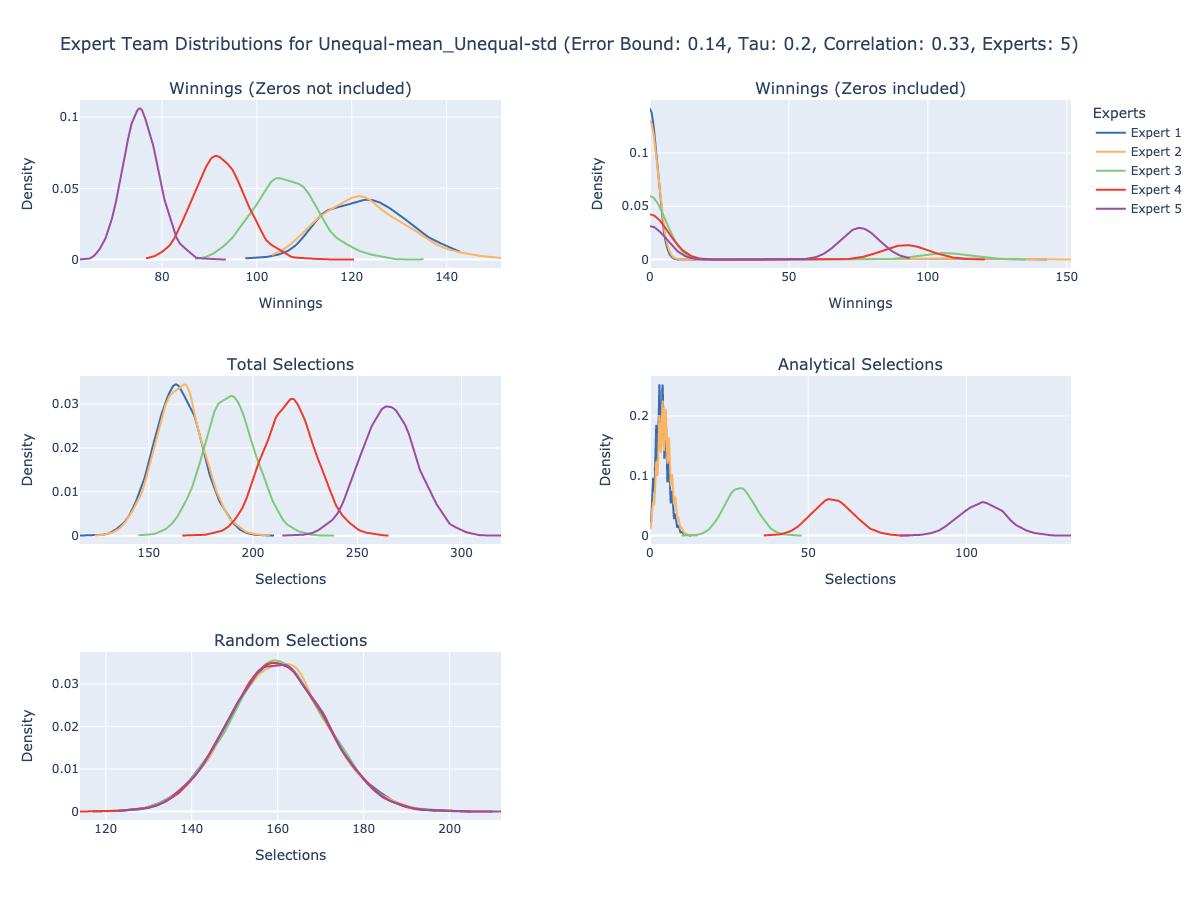 Expert Team Distributions for Unequal-mean_Unequal-std (Error Bound: 0.14, Tau: 0.2, Correlation: 0.33, Experts: 5)
Winnings (Zeros not included)
Density
0.1
0.05
0
80 100 120 140
Winnings
Winnings (Zeros included)
Density
0.1
0.05
0
0 50 100 150
Winnings
Experts
Expert 1
Expert 2
Expert 3
Expert 4
Expert 5
Total Selections
Density
0.03
0.02
0.01
0
150 200 250 300
Selections
Analytical Selections
Density
0.2
0.1
0
0 50 100
Selections
Random Selections
Density
0.03
0.02
0.01
0
120 140 160 180 200
Selections